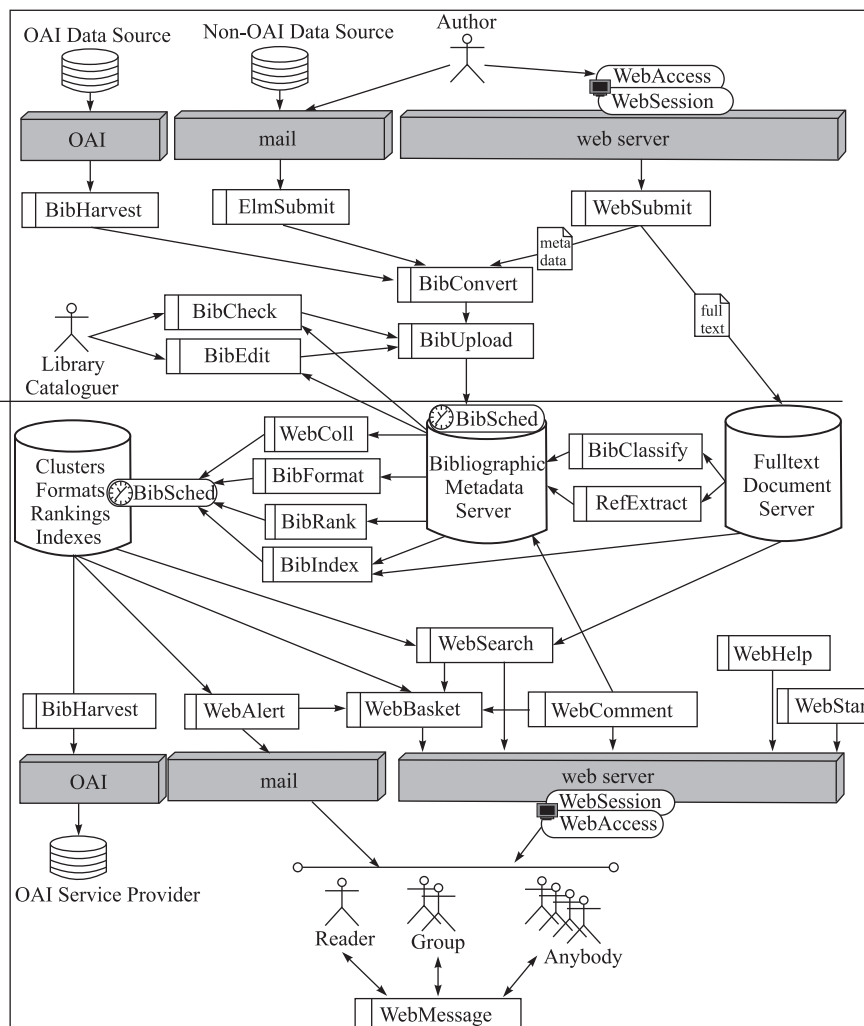 OAI Data Source
Non-OAI Data Source
Author
WebAccess
WebSession
OAI
mail
web server
BibHarvest
ElmSubmit
WebSubmit
meta
data
BibConvert
full
text
BibCheck
BibUpload
BibEdit
Library
Cataloguer
BibSched
Clusters
Formats
Rankings
Indexes
BibSched
WebColl
BibFormat
BibRank
BibIndex
Bibliographic
Metadata
Server
BibClassify
RefExtract
Fulltext
Document
Server
WebSearch
WebHelp
BibHarvest
WebAlert
WebBasket
WebComment
WebStar
OAI
mail
web server
WebSession
WebAccess
OAI Service Provider
Reader
Group
Anybody
WebMessage